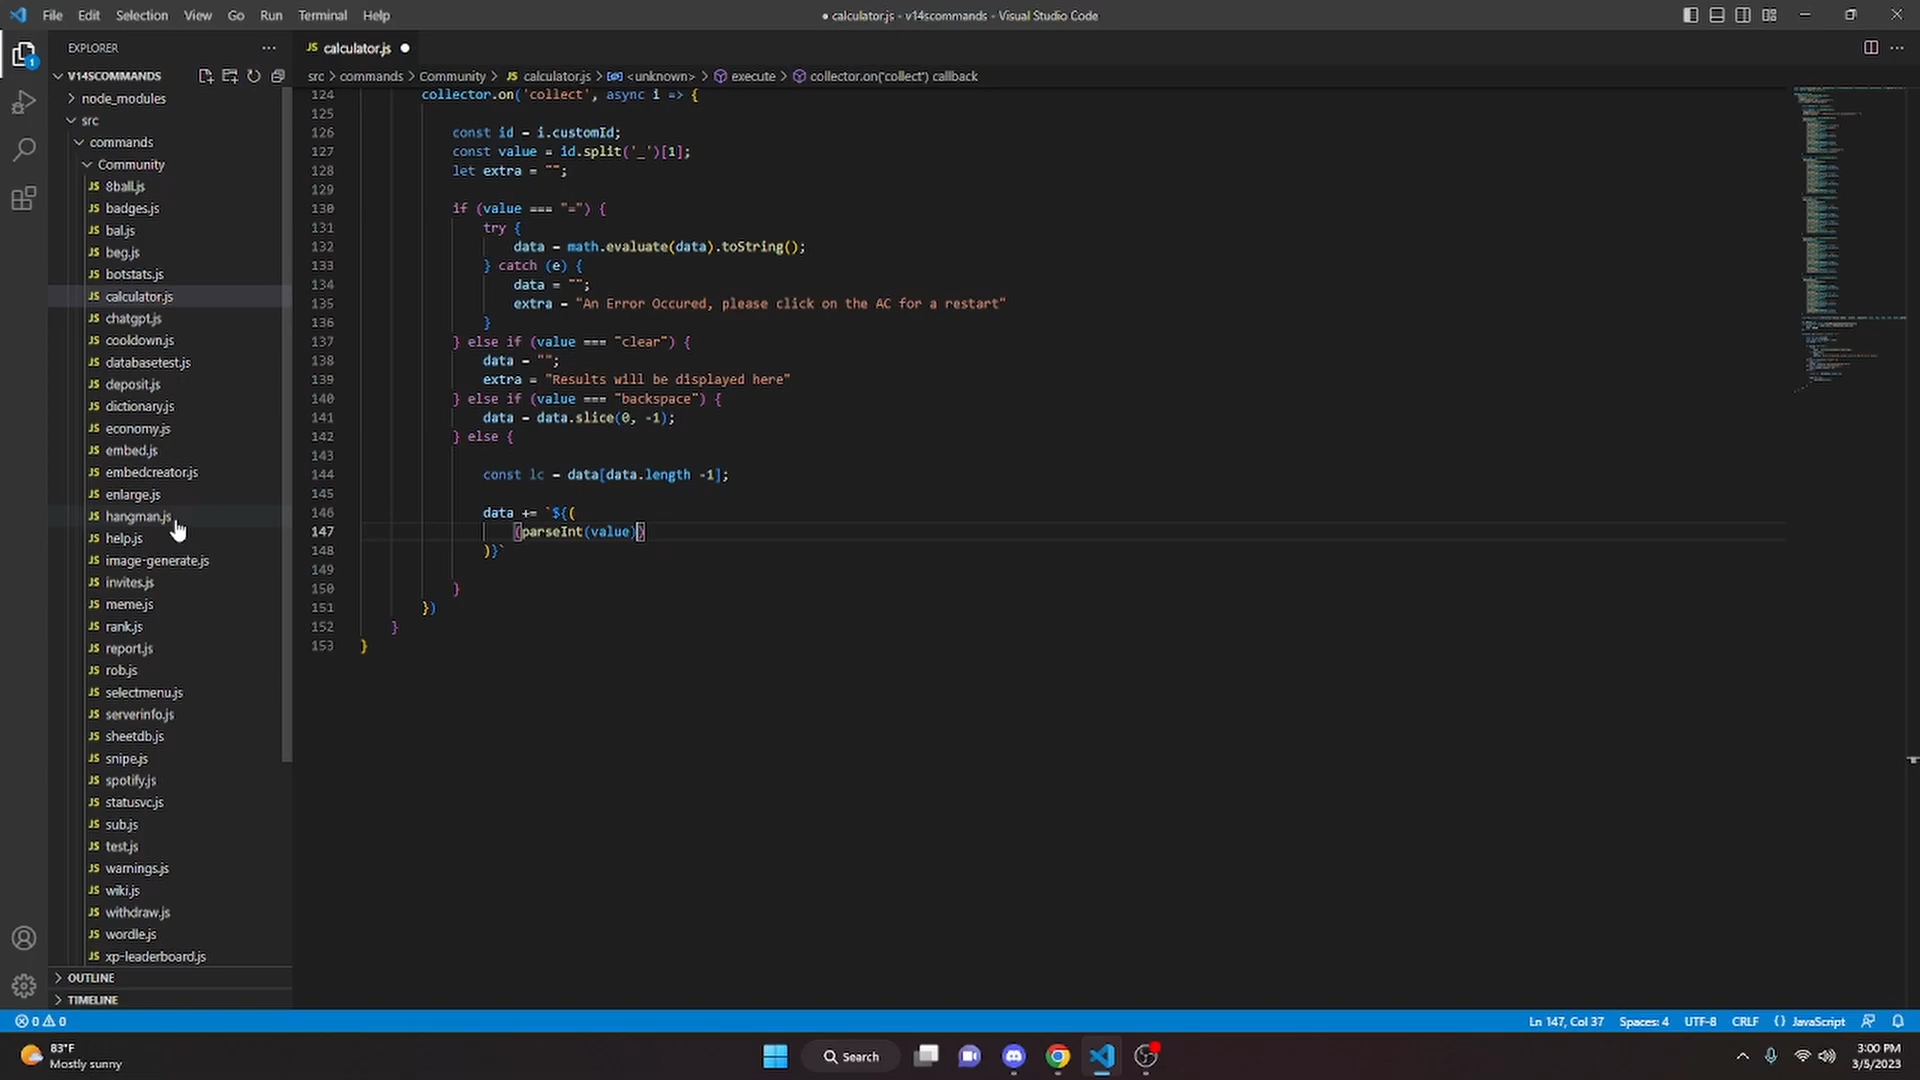 File Edit Selection View Go Run Terminal Help
● calculator.js - v14scommands - Visual Studio Code
EXPLORER
1
V14SCOMMANDS
node_modules
src
commands
Community
JS 8ball.js
JS badges.js
JS bal.js
JS beg.js
JS botstats.js
JS calculator.js
JS chatgpt.js
JS cooldown.js
JS databasetest.js
JS deposit.js
JS dictionary.js
JS economy.js
JS embed.js
JS embedcreator.js
JS enlarge.js
JS hangman.js
JS help.js
JS image-generate.js
JS invites.js
JS meme.js
JS rank.js
JS report.js
JS rob.js
JS selectmenu.js
JS serverinfo.js
JS sheetdb.js
JS snipe.js
JS spotify.js
JS statusvc.js
JS sub.js
JS test.js
JS warnings.js
JS wiki.js
JS withdraw.js
JS wordle.js
JS xp-leaderboard.js
OUTLINE
TIMELINE
JS calculator.js ●
src > commands > Community > JS calculator.js > <unknown> > execute > collector.on('collect') callback
124 collector.on('collect', async i => {
125
126 const id = i.customId;
127 const value = id.split('_')[1];
128 let extra = "";
129
130 if (value === "=") {
131 try {
132 data = math.evaluate(data).toString();
133 } catch (e) {
134 data = "";
135 extra = "An Error Occured, please click on the AC for a restart"
136 }
137 } else if (value === "clear") {
138 data = "";
139 extra = "Results will be displayed here"
140 } else if (value === "backspace") {
141 data = data.slice(0, -1);
142 } else {
143
144 const lc = data[data.length -1];
145
146 data += `${(
147 (parseInt(value))
148 )}`
149
150 }
151 })
152 }
153 }
0 0
Ln 147, Col 37 Spaces: 4 UTF-8 CRLF {} JavaScript
83°F
Mostly sunny
Search
3:00 PM
3/5/2023